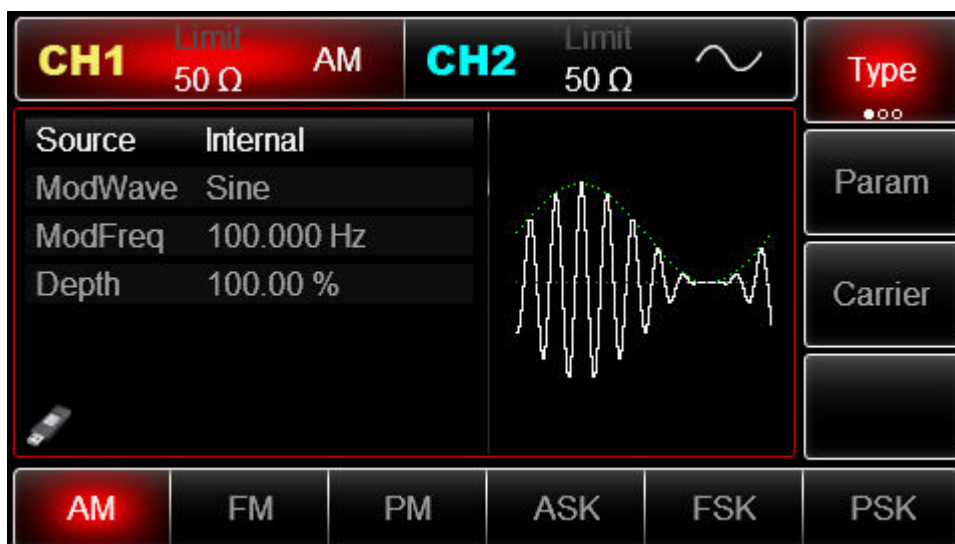 CH1 Limit 50 Ω AM
CH2 Limit 50 Ω
Type
Source Internal
ModWave Sine
ModFreq 100.000 Hz
Depth 100.00 %
Param
Carrier
AM FM PM ASK FSK PSK